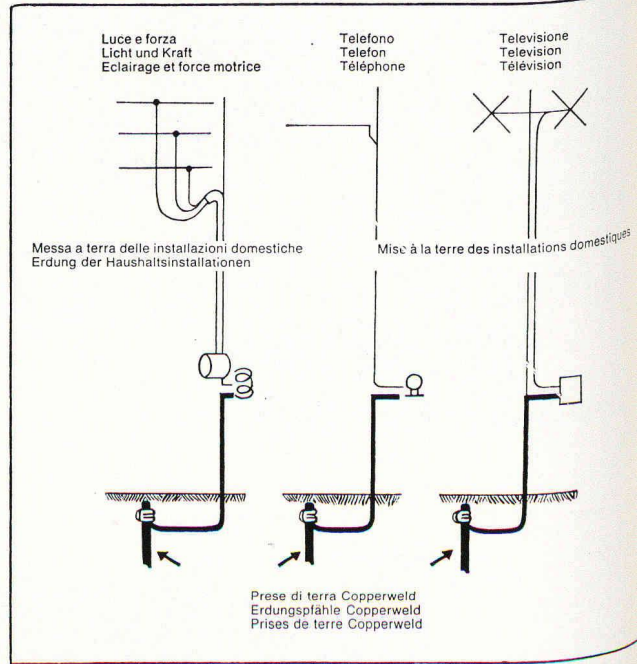 Luce e forza
Licht und Kraft
Eclairage et force motrice
Telefono
Telefon
Téléphone
Televisione
Television
Télévision
Messa a terra delle installazioni domestiche
Erdung der Haushaltsinstallationen
Mise à la terre des installations domestiques
Prese di terra Copperweld
Erdungspfähle Copperweld
Prises de terre Copperweld